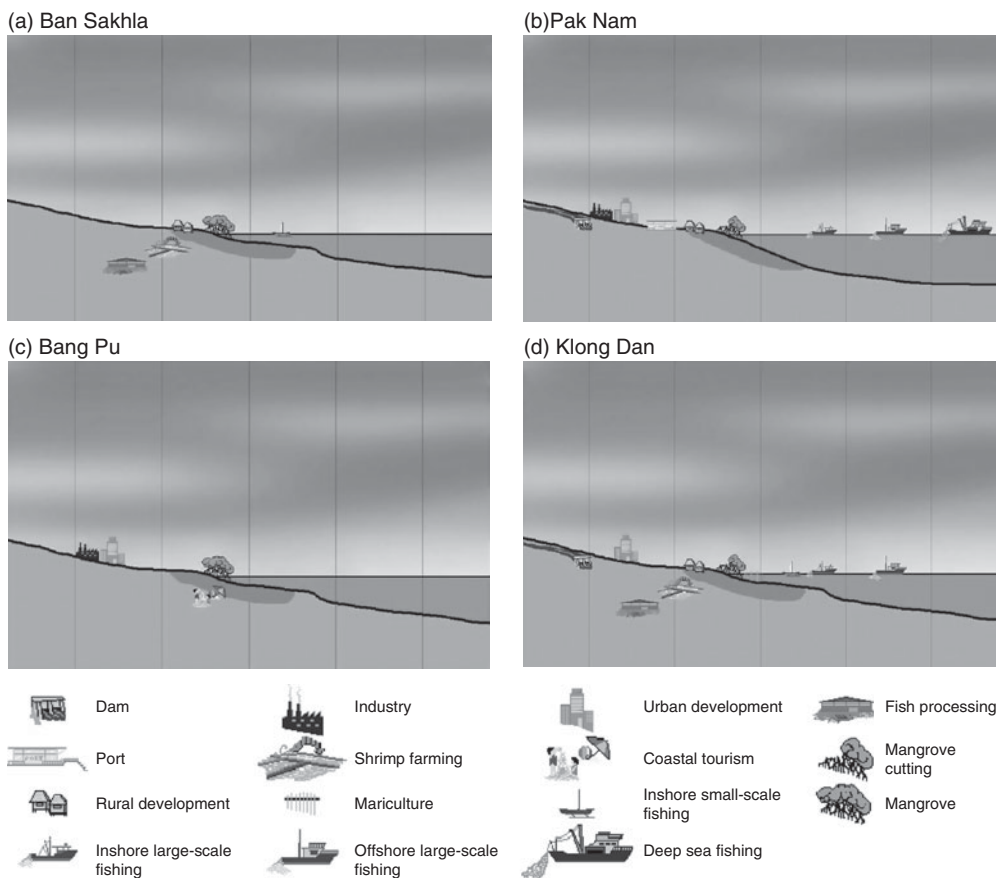 (a) Ban Sakhla
(b)Pak Nam
(c) Bang Pu
(d) Klong Dan
Dam
Industry
Urban development
Fish processing
Port
Shrimp farming
Coastal tourism
Mangrove
cutting
Rural development
Mariculture
Inshore small-scale
fishing
Mangrove
Inshore large-scale
fishing
Offshore large-scale
fishing
Deep sea fishing